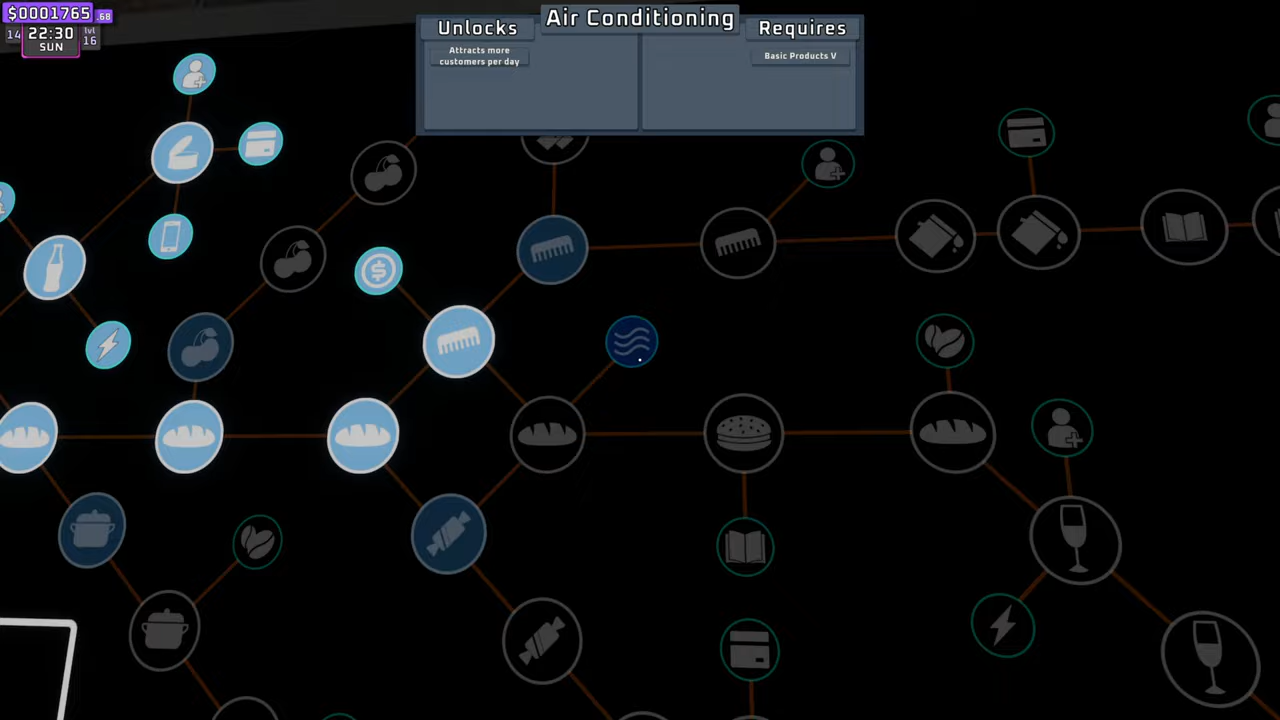 $0001765.68
14 22:30 lvl 16
SUN
Air Conditioning
Unlocks
Attracts more
customers per day
Requires
Basic Products V